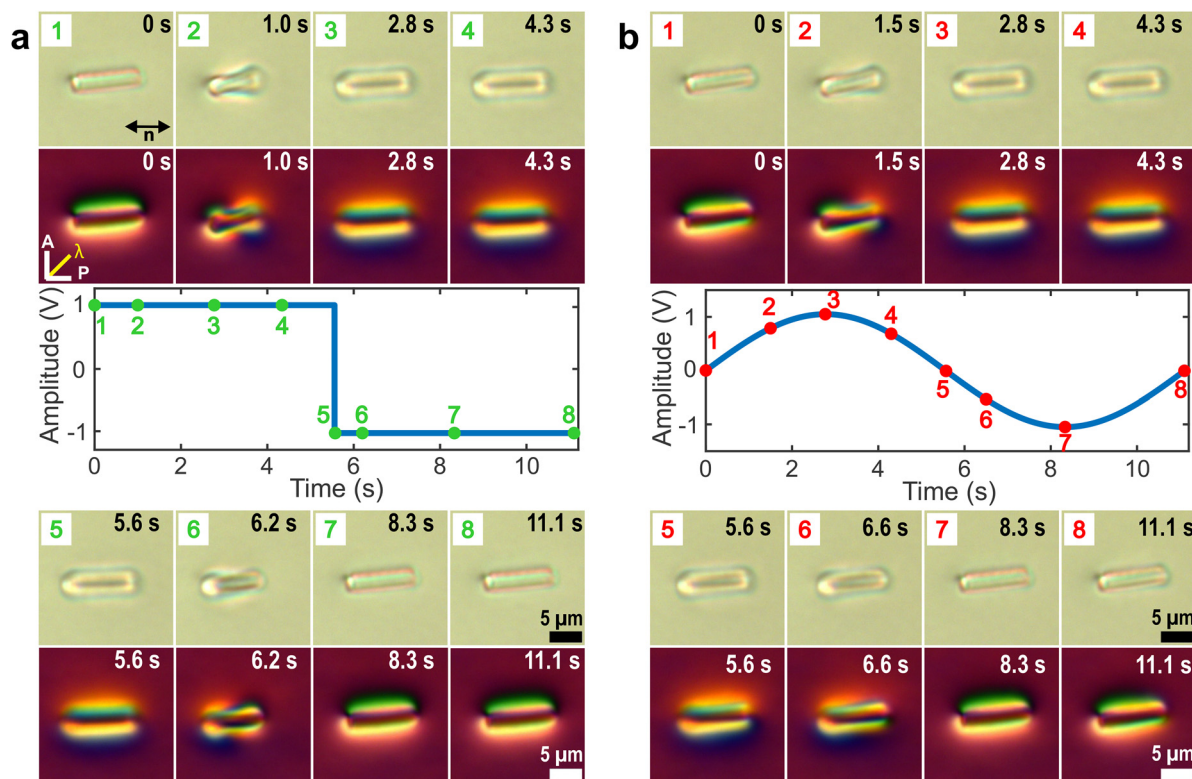 a
1 0 s 2 1.0 s 3 2.8 s 4 4.3 s
n
0 s 1.0 s 2.8 s 4.3 s
A λ P
Amplitude (V)
1
0
-1
1 2 3 4
5 6 7 8
0 2 4 6 8 10
Time (s)
5 5.6 s 6 6.2 s 7 8.3 s 8 11.1 s
5 µm
5.6 s 6.2 s 8.3 s 11.1 s
5 µm
b
1 0 s 2 1.5 s 3 2.8 s 4 4.3 s
0 s 1.5 s 2.8 s 4.3 s
Amplitude (V)
1
0
-1
1 2 3 4 5 6 7 8
0 2 4 6 8 10
Time (s)
5 5.6 s 6 6.6 s 7 8.3 s 8 11.1 s
5 µm
5.6 s 6.6 s 8.3 s 11.1 s
5 µm